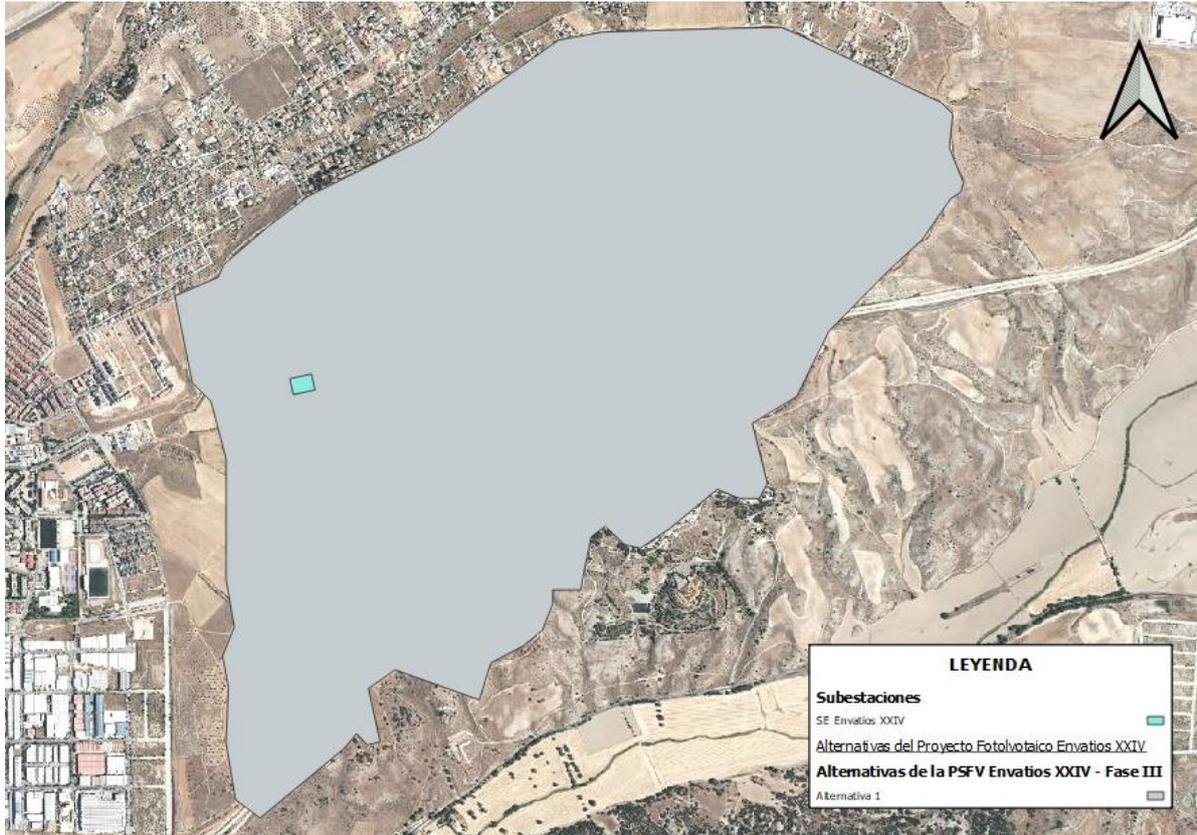 LEYENDA
Subestaciones
SE Envatios XXIV
Alternativas del Proyecto Fotolvotaico Envatios XXIV
Alternativas de la PSFV Envatios XXIV - Fase III
Alternativa 1